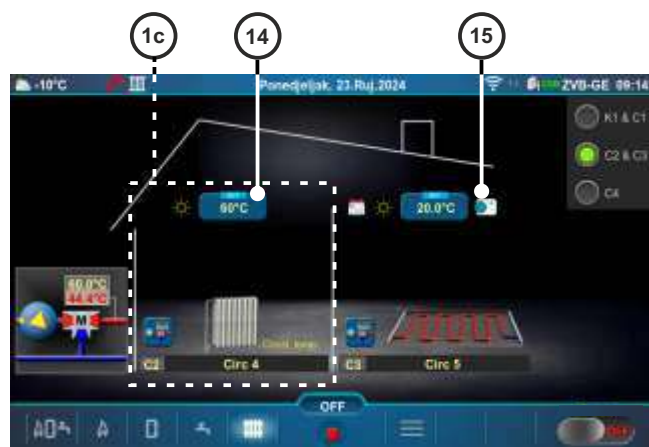 1c 14 15
-10°C Ponedjeljak, 23.Ruj.2024 ZVB-GE 09:14
K1 & C1
C2 & C3
C4
60°C 20.0°C
60.0°C
44.4°C
M
C2 Circ 4 C3 Circ 5
OFF
OFF